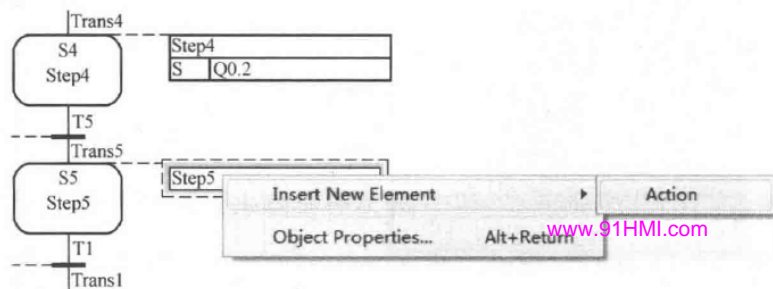 Trans4
S4
Step4
Step4
S Q0.2
T5
Trans5
S5
Step5
Step5
Insert New Element
Action
Object Properties... Alt+Return
www.91HMI.com
T1
Trans1